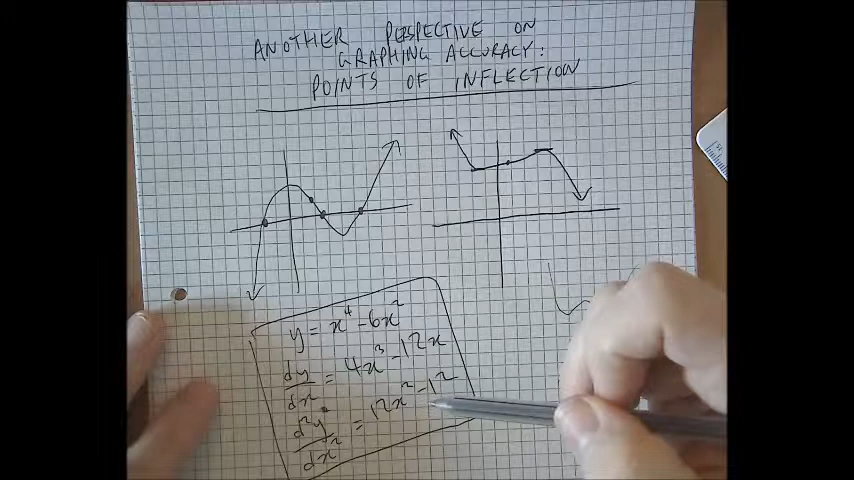 ANOTHER PERSPECTIVE ON
GRAPHING ACCURACY:
POINTS OF INFLECTION
y = x⁴ - 6x²
dy/dx = 4x³ - 12x
d²y/dx² = 12x² - 12